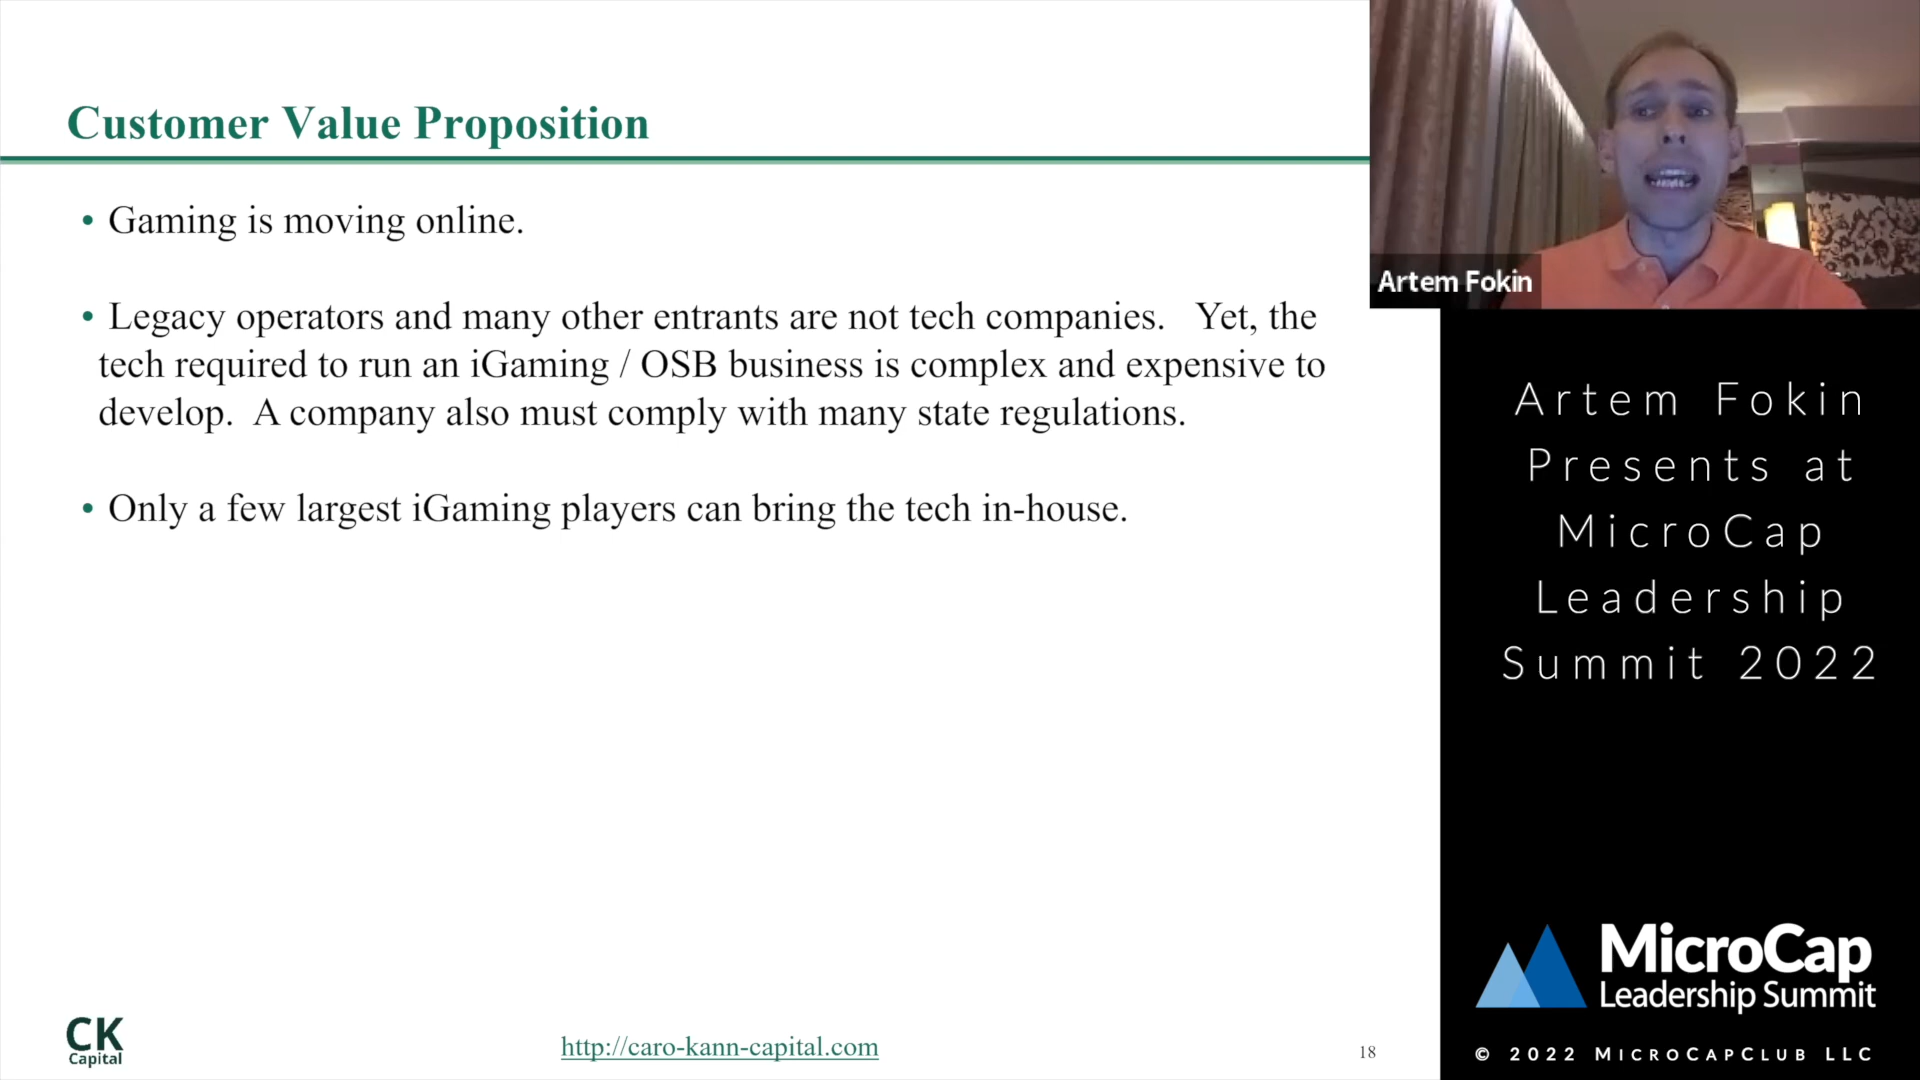 Customer Value Proposition
• Gaming is moving online.
• Legacy operators and many other entrants are not tech companies. Yet, the
tech required to run an iGaming / OSB business is complex and expensive to
develop. A company also must comply with many state regulations.
• Only a few largest iGaming players can bring the tech in-house.
CK
Capital
http://caro-kann-capital.com
18
Artem Fokin
Artem Fokin
Presents at
MicroCap
Leadership
Summit 2022
MicroCap
Leadership Summit
© 2022 MicroCapClub LLC